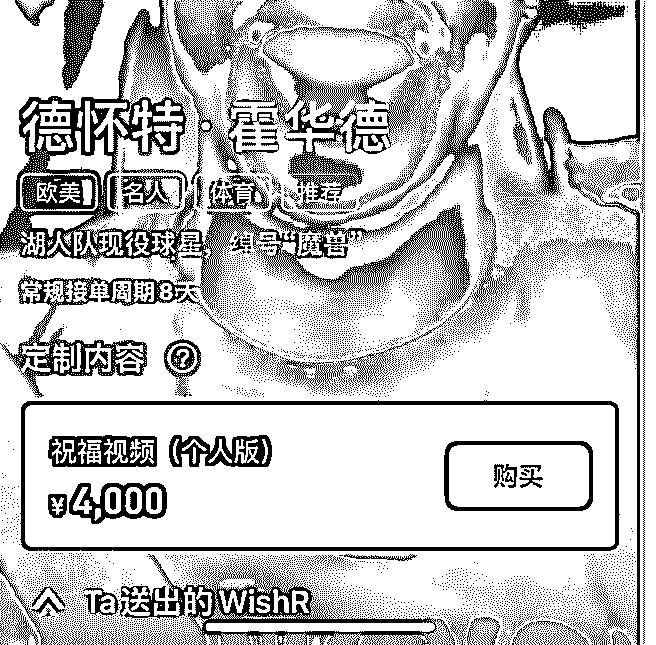 德怀特·霍华德
欧美 名人 体育 推荐
湖人队现役球星，绰号“魔兽”
常规接单周期8天
定制内容 ?
祝福视频（个人版）
¥4,000
购买
Ta送出的WishR